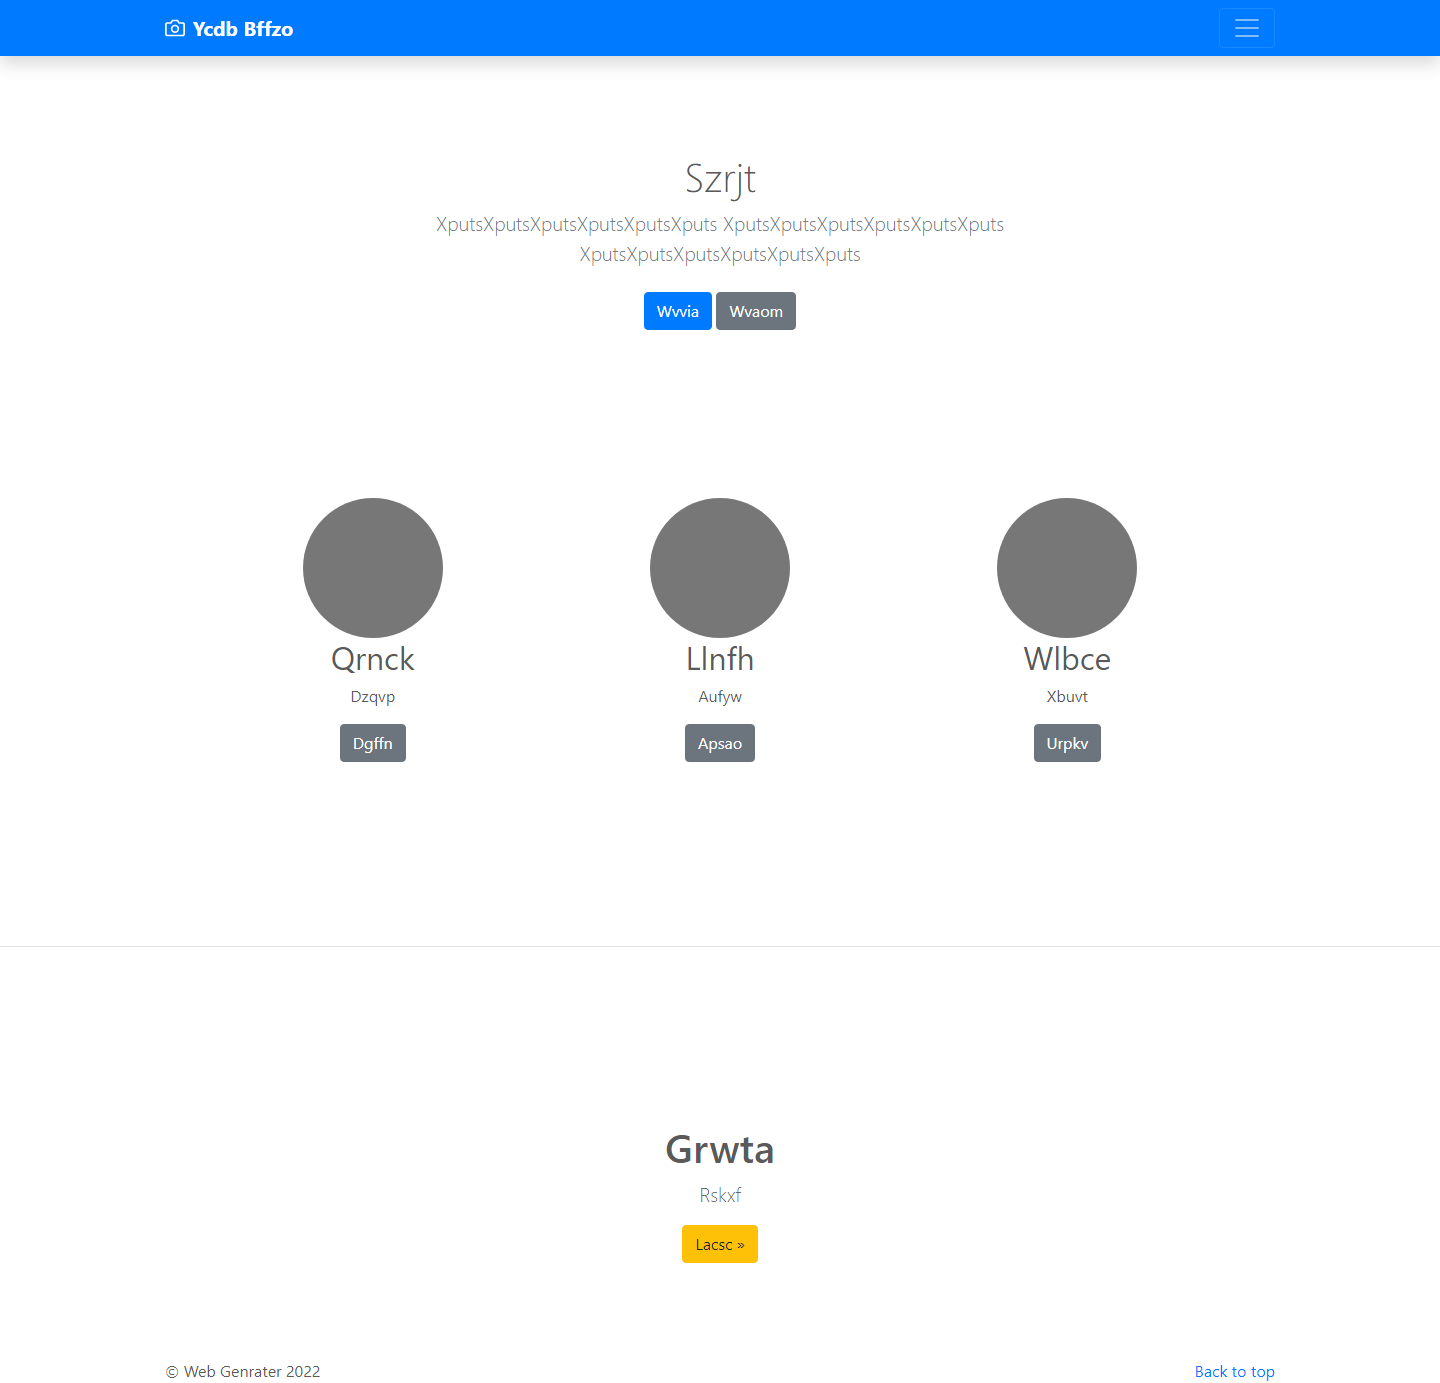 Ycdb Bffzo
Szrjt
XputsXputsXputsXputsXputsXputs XputsXputsXputsXputsXputsXputs
XputsXputsXputsXputsXputsXputs
Wvvia Wvaom
Qrnck Llnfh Wlbce
Dzqvp Aufyw Xbuvt
Dgffn Apsao Urpkv
Grwta
Rskxf
Lacsc »
© Web Genrater 2022 Back to top